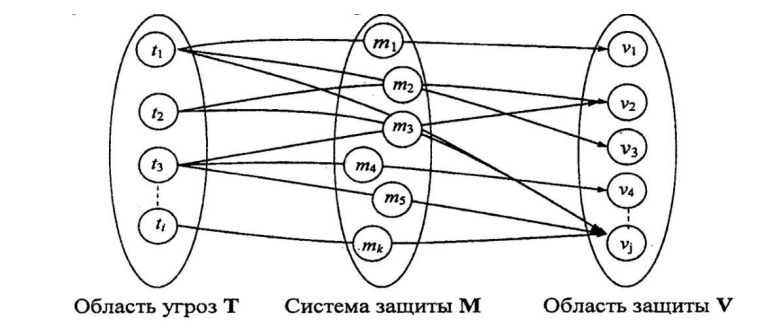 t1 m1 v1
t2 m2 v2
t3 m3 v3
m4 v4
m5
ti mk vj
Область угроз T Система защиты M Область защиты V